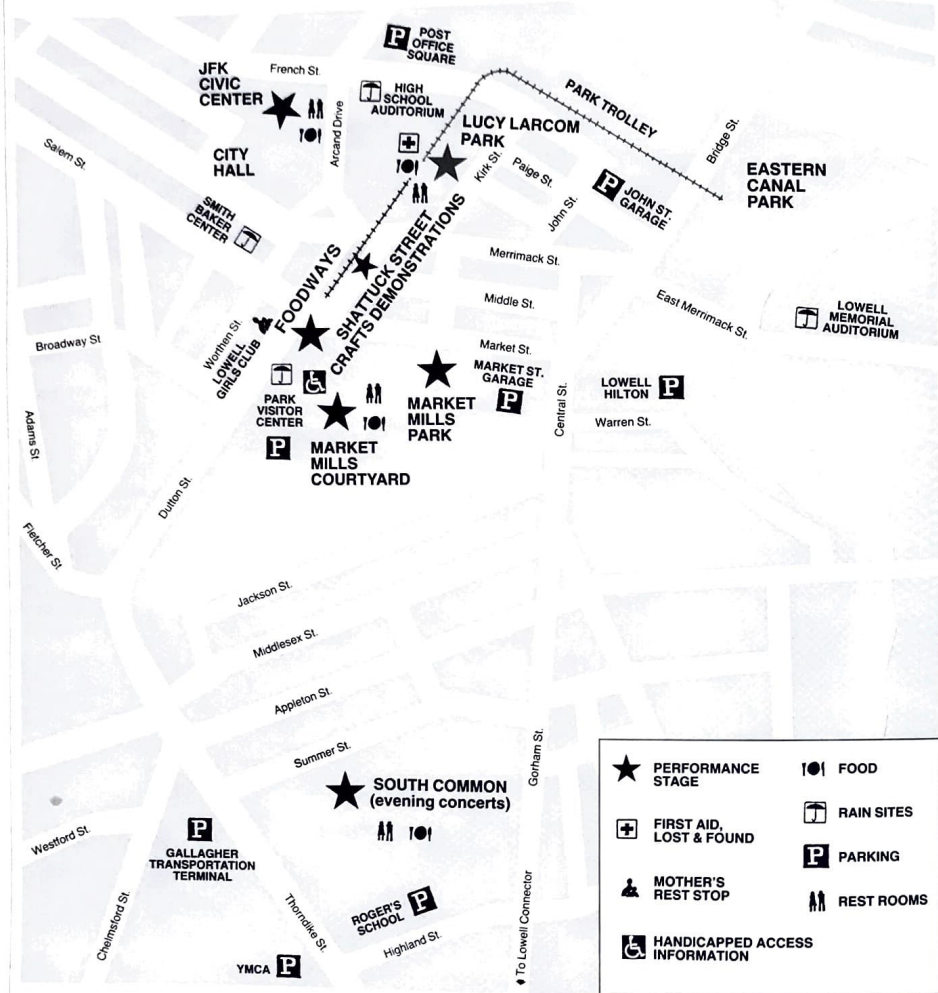 P POST
OFFICE
SQUARE
JFK
CIVIC
CENTER
French St.
HIGH
SCHOOL
AUDITORIUM
PARK TROLLEY
LUCY LARCOM
PARK
Arcand Drive
CITY
HALL
Salem St.
Kirk St.
Paige St.
Bridge St.
EASTERN
CANAL
PARK
P JOHN ST.
GARAGE
John St.
SMITH
BAKER
CENTER
FOODWAYS
SHATTUCK STREET
CRAFTS DEMONSTRATIONS
Merrimack St.
Middle St.
East Merrimack St.
LOWELL
MEMORIAL
AUDITORIUM
Broadway St
Worthen St.
LOWELL
GIRLS CLUB
Market St.
MARKET ST.
GARAGE
P
PARK
VISITOR
CENTER
P
MARKET
MILLS
PARK
MARKET
MILLS
COURTYARD
Central St.
LOWELL
HILTON
P
Warren St.
Adams St
Dutton St.
Fletcher St
Jackson St.
Middlesex St.
Appleton St.
Summer St.
Gorham St.
SOUTH COMMON
(evening concerts)
Westford St.
P
GALLAGHER
TRANSPORTATION
TERMINAL
Chelmsford St.
Thorndike St.
ROGER'S
SCHOOL
P
Highland St.
To Lowell Connector
YMCA P
PERFORMANCE
STAGE
FIRST AID,
LOST & FOUND
MOTHER'S
REST STOP
HANDICAPPED ACCESS
INFORMATION
FOOD
RAIN SITES
P PARKING
REST ROOMS